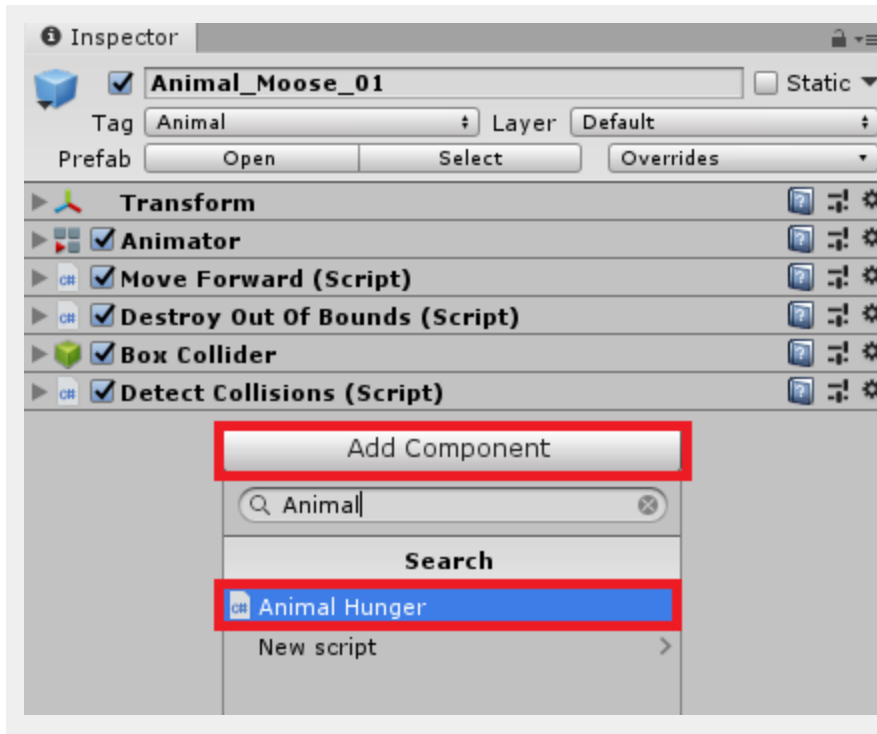 Inspector
Animal_Moose_01 Static
Tag Animal Layer Default
Prefab Open Select Overrides
Transform
Animator
C# Move Forward (Script)
C# Destroy Out Of Bounds (Script)
Box Collider
C# Detect Collisions (Script)
Add Component
Animal
Search
C# Animal Hunger
New script